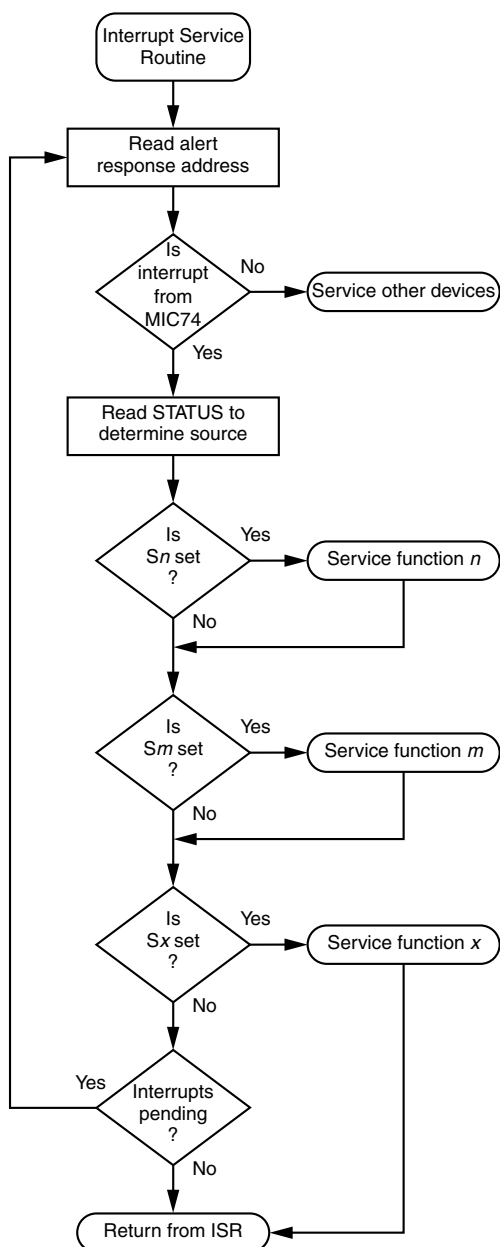 Interrupt Service
Routine
Read alert
response address
Is
interrupt
from
MIC74
No
Service other devices
Yes
Read STATUS to
determine source
Is
Sn set
?
Yes
Service function n
No
Is
Sm set
?
Yes
Service function m
No
Is
Sx set
?
Yes
Service function x
No
Yes
Interrupts
pending
?
No
Return from ISR